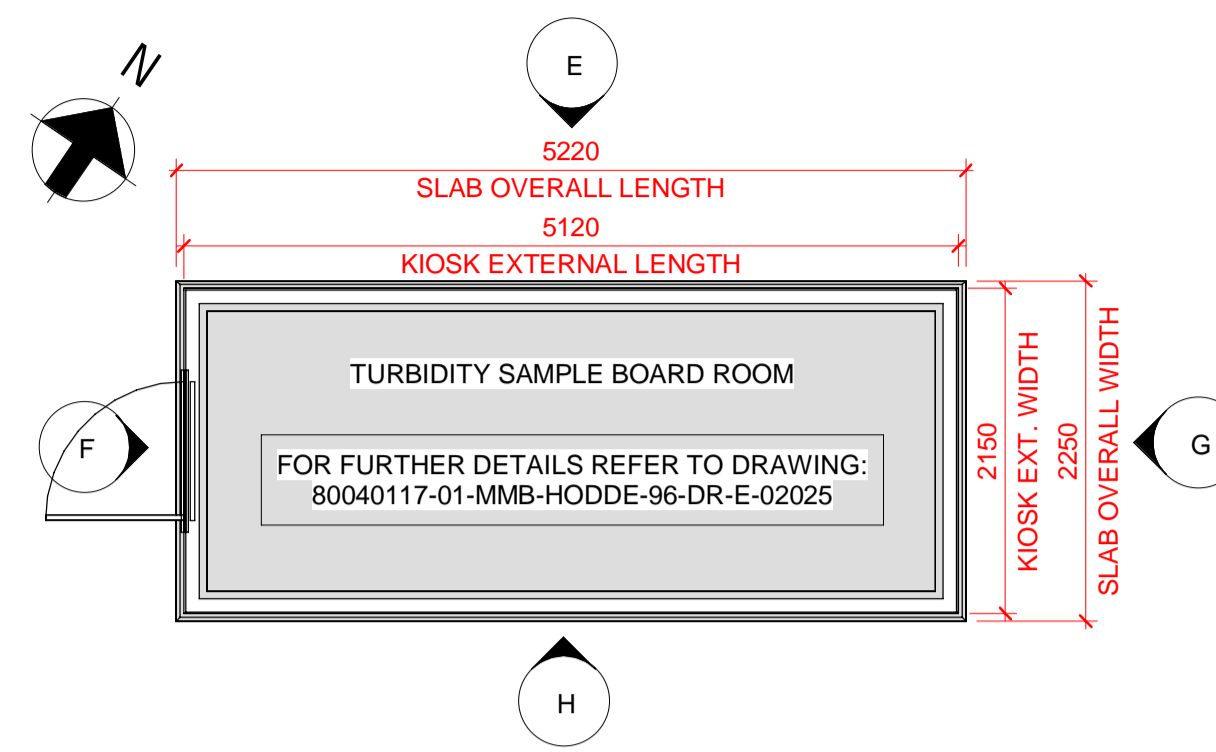 N
E
5220
SLAB OVERALL LENGTH
5120
KIOSK EXTERNAL LENGTH
TURBIDITY SAMPLE BOARD ROOM
F
FOR FURTHER DETAILS REFER TO DRAWING:
80040117-01-MMB-HODDE-96-DR-E-02025
2150
KIOSK EXT. WIDTH
2250
SLAB OVERALL WIDTH
G
H